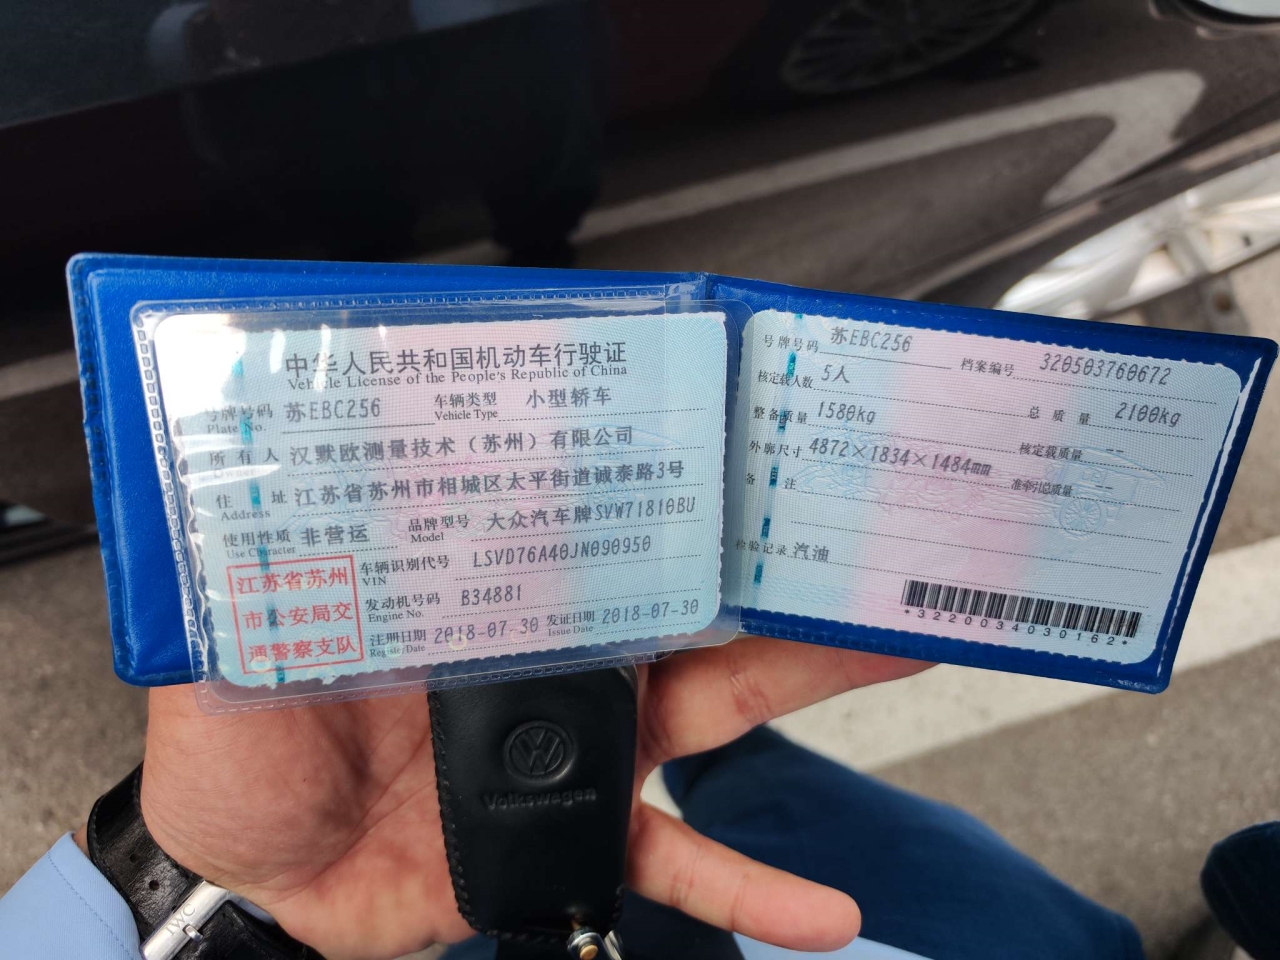 中华人民共和国机动车行驶证
Vehicle License of the People's Republic of China
号牌号码 苏EBC256 车辆类型 小型轿车
Plate No. Vehicle Type
所有人 汉默欧测量技术（苏州）有限公司
Owner
住址 江苏省苏州市相城区太平街道诚泰路3号
Address
使用性质 非营运 品牌型号 大众汽车牌SVW71810BU
Use Character Model
江苏省苏州
市公安局交
通警察支队
车辆识别代号 LSVD76A40JN090950
VIN
发动机号码 B34881
Engine No.
注册日期 2018-07-30 发证日期 2018-07-30
Register Date Issue Date
号牌号码 苏EBC256 档案编号 320503760672
核定载人数 5人 总质量 2100kg
整备质量 1580kg 核定载质量 --
外廓尺寸 4872×1834×1484mm 准牵引总质量 --
备注
检验记录 汽油
*3220034030162*
Volkswagen
IWC